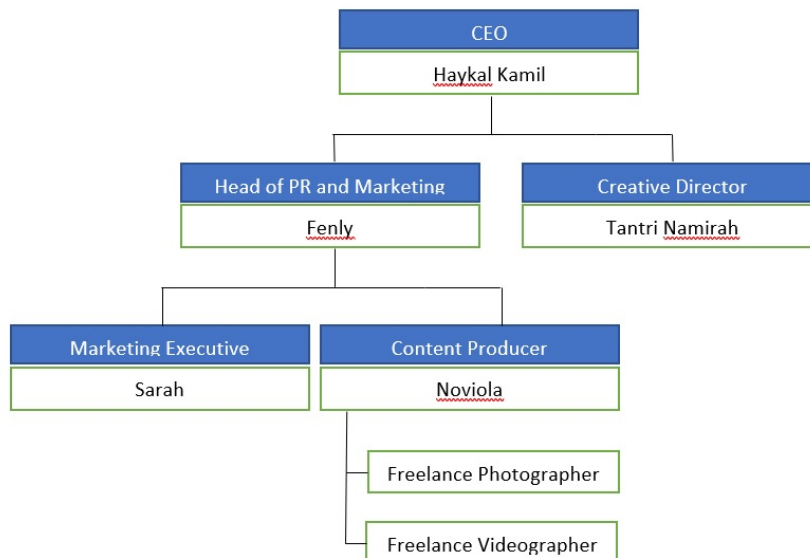 CEO
Haykal Kamil
Head of PR and Marketing
Fenly
Creative Director
Tantri Namirah
Marketing Executive
Sarah
Content Producer
Noviola
Freelance Photographer
Freelance Videographer